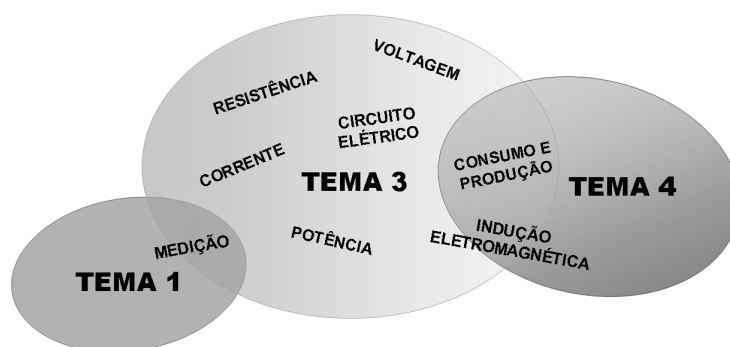 VOLTAGEM
RESISTÊNCIA
CIRCUITO
ELÉTRICO
CORRENTE
TEMA 3
CONSUMO E
PRODUÇÃO
TEMA 4
POTÊNCIA
INDUÇÃO
ELETROMAGNÉTICA
MEDIÇÃO
TEMA 1